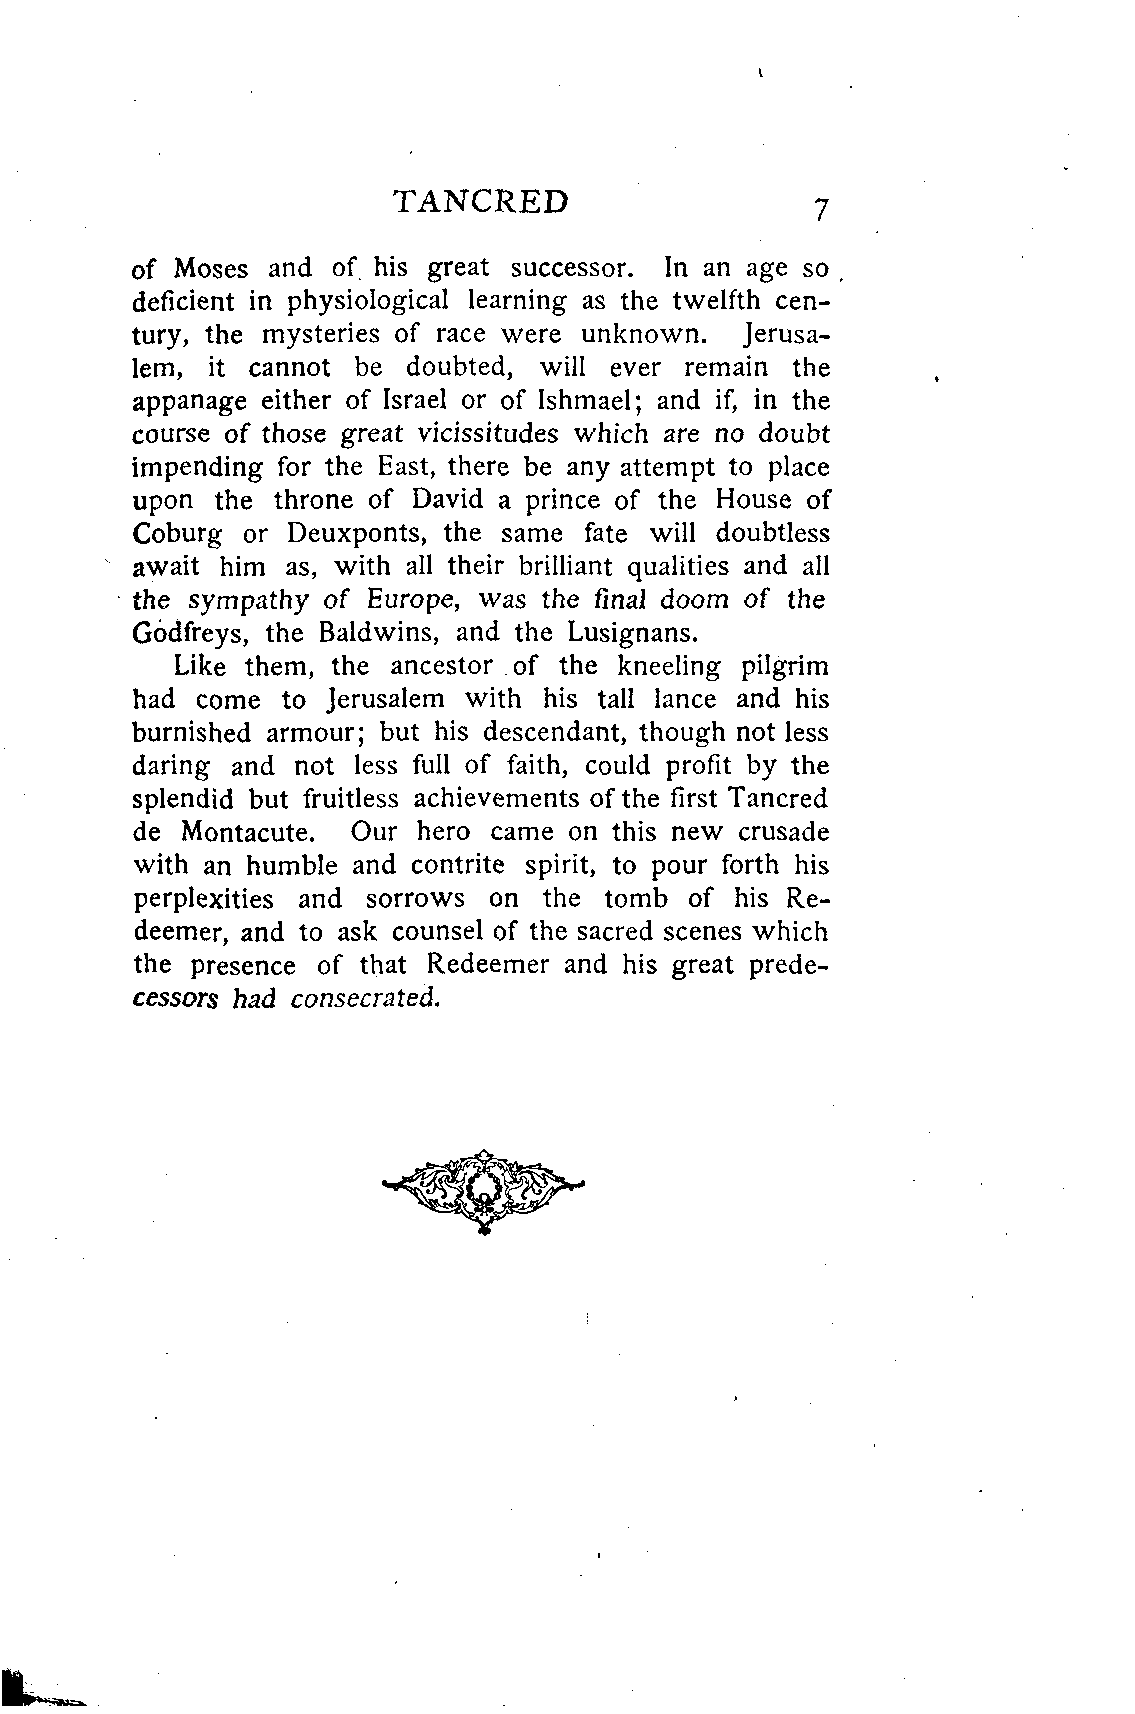 TANCRED 7
of Moses and of his great successor. In an age so
deficient in physiological learning as the twelfth cen-
tury, the mysteries of race were unknown. Jerusa-
lem, it cannot be doubted, will ever remain the
appanage either of Israel or of Ishmael; and if, in the
course of those great vicissitudes which are no doubt
impending for the East, there be any attempt to place
upon the throne of David a prince of the House of
Coburg or Deuxponts, the same fate will doubtless
await him as, with all their brilliant qualities and all
the sympathy of Europe, was the final doom of the
Godfreys, the Baldwins, and the Lusignans.
Like them, the ancestor of the kneeling pilgrim
had come to Jerusalem with his tall lance and his
burnished armour; but his descendant, though not less
daring and not less full of faith, could profit by the
splendid but fruitless achievements of the first Tancred
de Montacute. Our hero came on this new crusade
with an humble and contrite spirit, to pour forth his
perplexities and sorrows on the tomb of his Re-
deemer, and to ask counsel of the sacred scenes which
the presence of that Redeemer and his great prede-
cessors had consecrated.